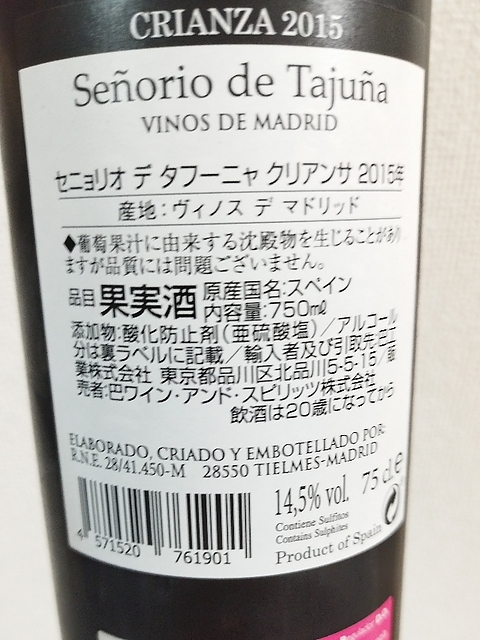 CRIANZA 2015
Señorio de Tajuña
VINOS DE MADRID
セニョリオ デ タフーニャ クリアンサ 2015年
産地:ヴィノス デ マドリッド
◆葡萄果汁に由来する沈殿物を生じることがあり
ますが品質には問題ございません。
品目 果実酒 原産国名:スペイン
内容量:750mℓ
添加物:酸化防止剤(亜硫酸塩)/アルコール
分は裏ラベルに記載/輸入者及び引取先:巴工
業株式会社 東京都品川区北品川5-5-15/販
売者:巴ワイン・アンド・スピリッツ株式会社
飲酒は20歳になってから
ELABORADO, CRIADO Y EMBOTELLADO POR:
R.N.E. 28/41.450-M 28550 TIELMES-MADRID
14,5% vol. 75 cl.e
Contiene Sulfitos
Contains Sulphites
Product of Spain
4 571520 761901